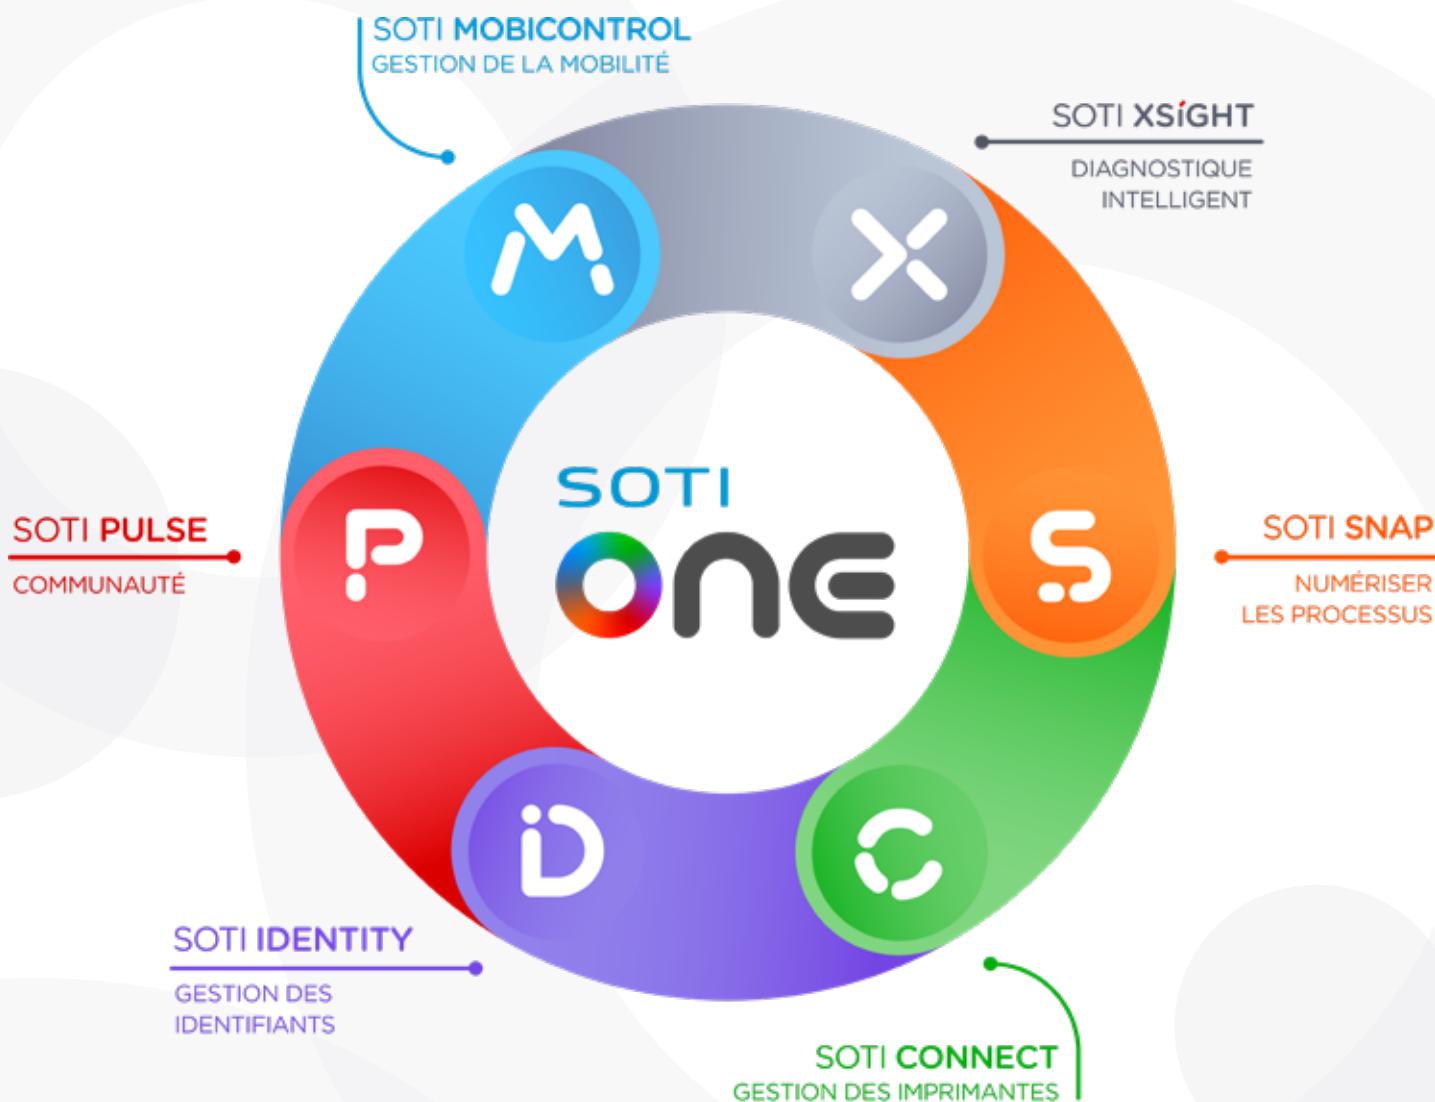 SOTI MOBICONTROL
GESTION DE LA MOBILITÉ
SOTI XSíGHT
DIAGNOSTIQUE
INTELLIGENT
M
X
SOTI
ONE
SOTI PULSE
COMMUNAUTÉ
P
S
SOTI SNAP
NUMÉRISER
LES PROCESSUS
D
C
SOTI IDENTITY
GESTION DES
IDENTIFIANTS
SOTI CONNECT
GESTION DES IMPRIMANTES